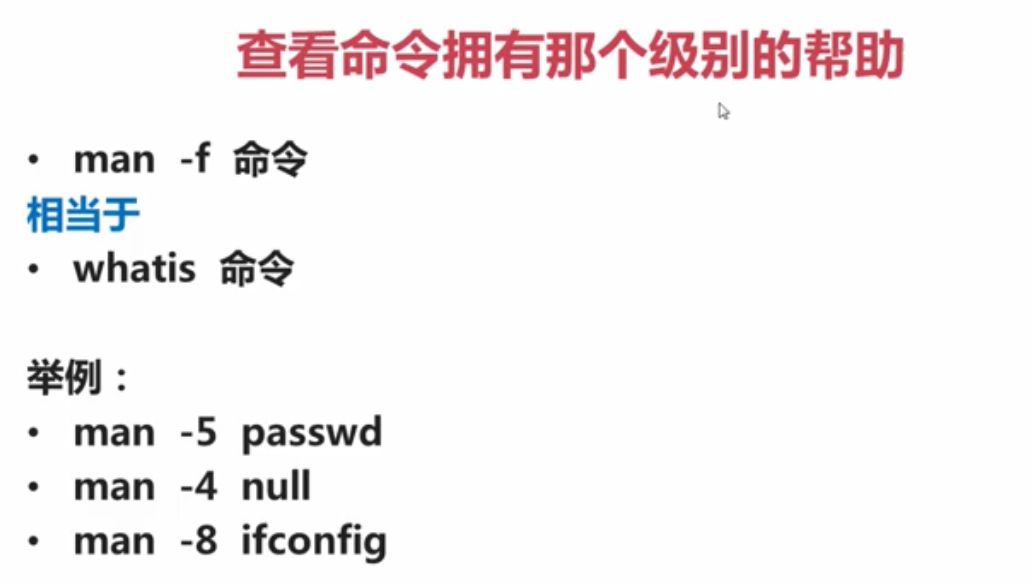 查看命令拥有那个级别的帮助
• man -f 命令
相当于
• whatis 命令
举例：
• man -5 passwd
• man -4 null
• man -8 ifconfig